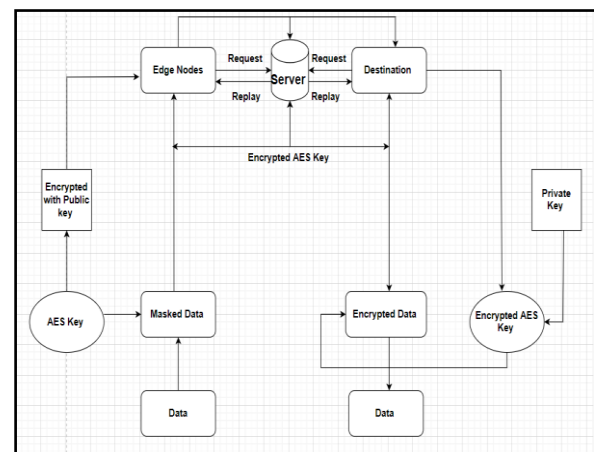 Edge Nodes
Request
Server
Request
Destination
Replay
Replay
Encrypted AES Key
Encrypted
with Public
key
Private
Key
AES Key
Masked Data
Encrypted Data
Encrypted AES
Key
Data
Data